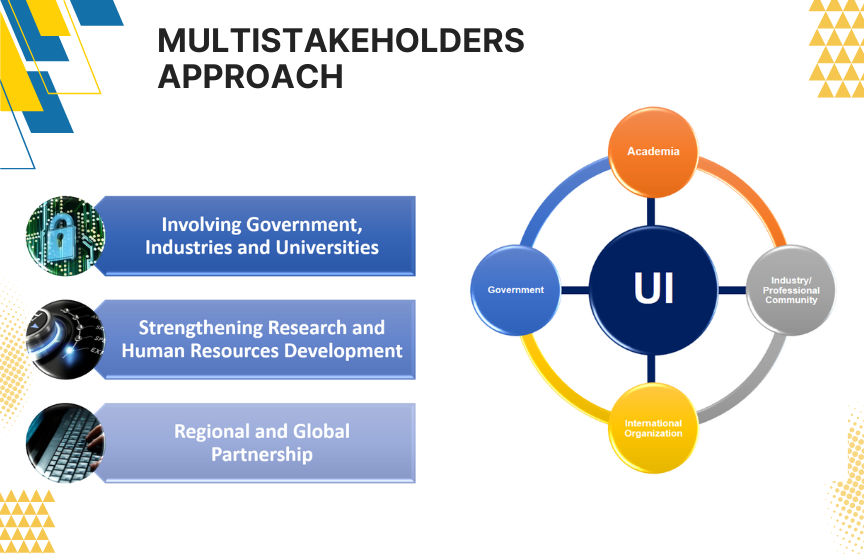 MULTISTAKEHOLDERS
APPROACH
Involving Government,
Industries and Universities
Strengthening Research and
Human Resources Development
Regional and Global
Partnership
Academia
Government
UI
Industry/
Professional
Community
International
Organization